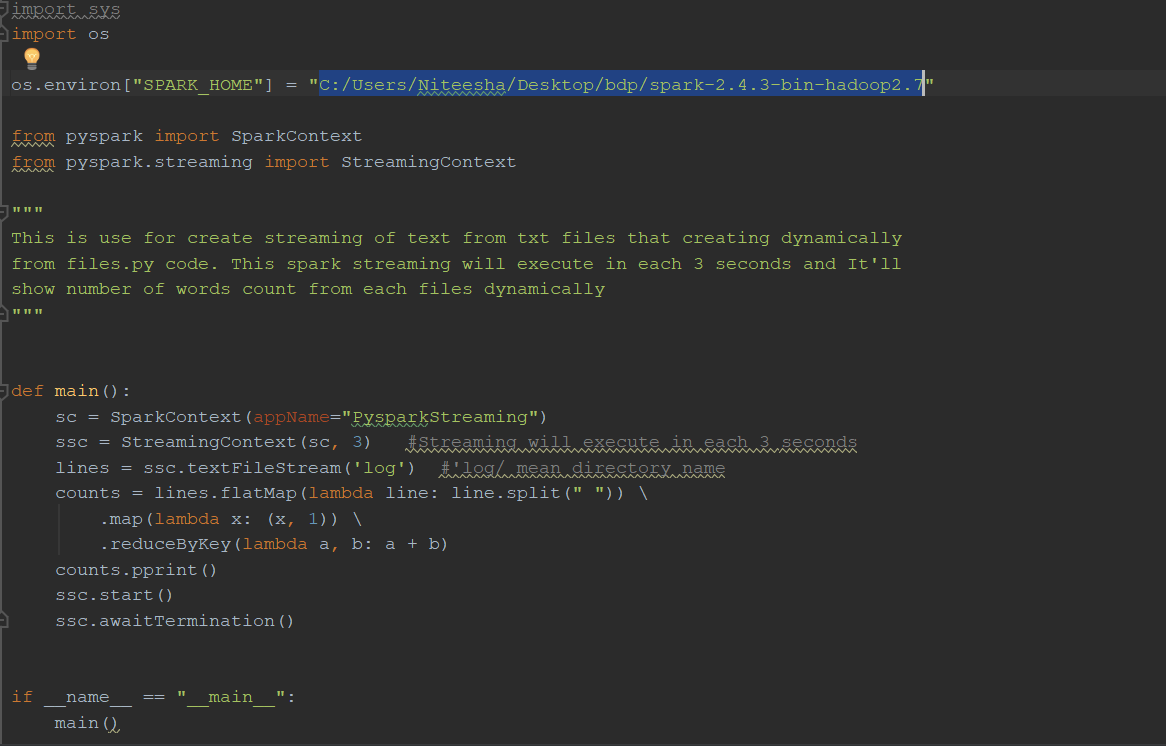 import sys
import os
os.environ["SPARK_HOME"] = "C:/Users/Niteesha/Desktop/bdp/spark-2.4.3-bin-hadoop2.7"
from pyspark import SparkContext
from pyspark.streaming import StreamingContext
"""
This is use for create streaming of text from txt files that creating dynamically
from files.py code. This spark streaming will execute in each 3 seconds and It'll
show number of words count from each files dynamically
"""
def main():
    sc = SparkContext(appName="PysparkStreaming")
    ssc = StreamingContext(sc, 3)   #Streaming will execute in each 3 seconds
    lines = ssc.textFileStream('log')  #'log/ mean directory name
    counts = lines.flatMap(lambda line: line.split(" ")) \
        .map(lambda x: (x, 1)) \
        .reduceByKey(lambda a, b: a + b)
    counts.pprint()
    ssc.start()
    ssc.awaitTermination()
if __name__ == "__main__":
    main()